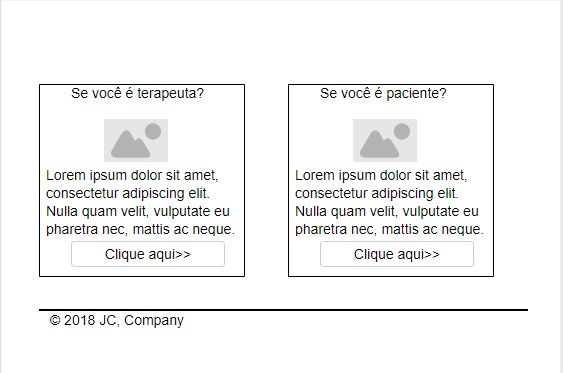 Se você é terapeuta?
Lorem ipsum dolor sit amet,
consectetur adipiscing elit.
Nulla quam velit, vulputate eu
pharetra nec, mattis ac neque.
Clique aqui>>
Se você é paciente?
Lorem ipsum dolor sit amet,
consectetur adipiscing elit.
Nulla quam velit, vulputate eu
pharetra nec, mattis ac neque.
Clique aqui>>
© 2018 JC, Company